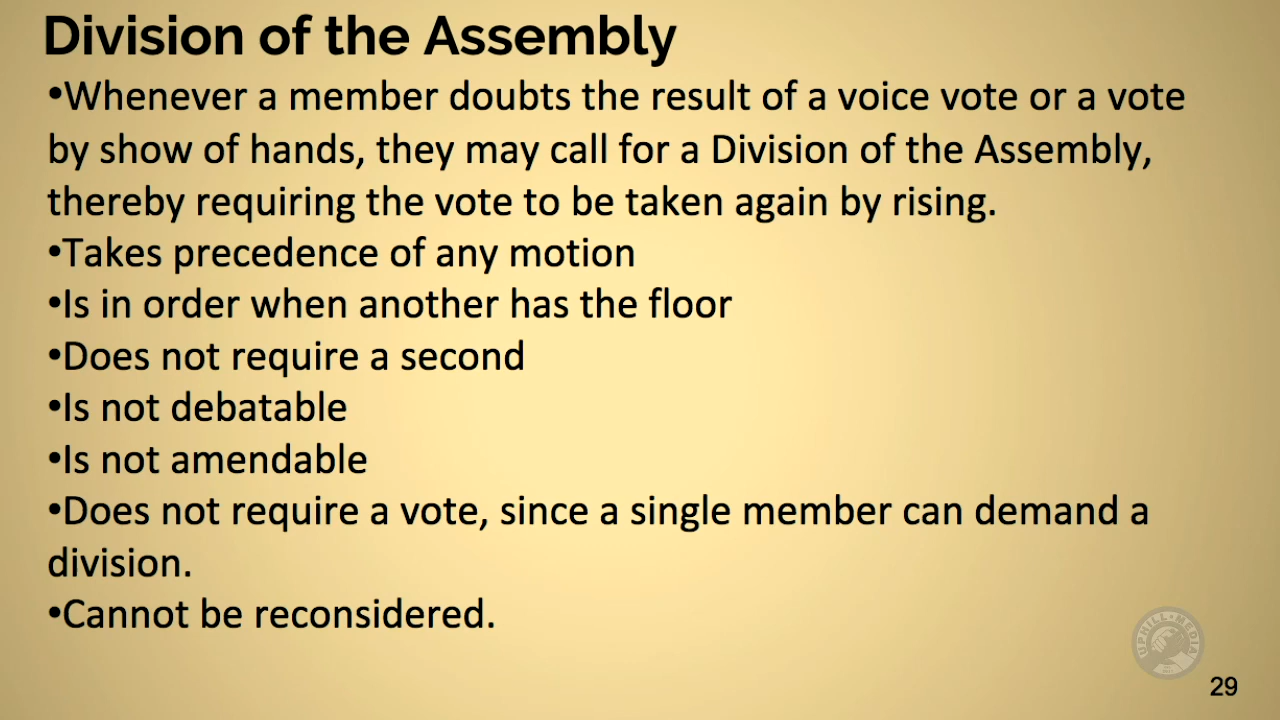 Division of the Assembly
•Whenever a member doubts the result of a voice vote or a vote
by show of hands, they may call for a Division of the Assembly,
thereby requiring the vote to be taken again by rising.
•Takes precedence of any motion
•Is in order when another has the floor
•Does not require a second
•Is not debatable
•Is not amendable
•Does not require a vote, since a single member can demand a
division.
•Cannot be reconsidered.
UPRILL MEDIA
29